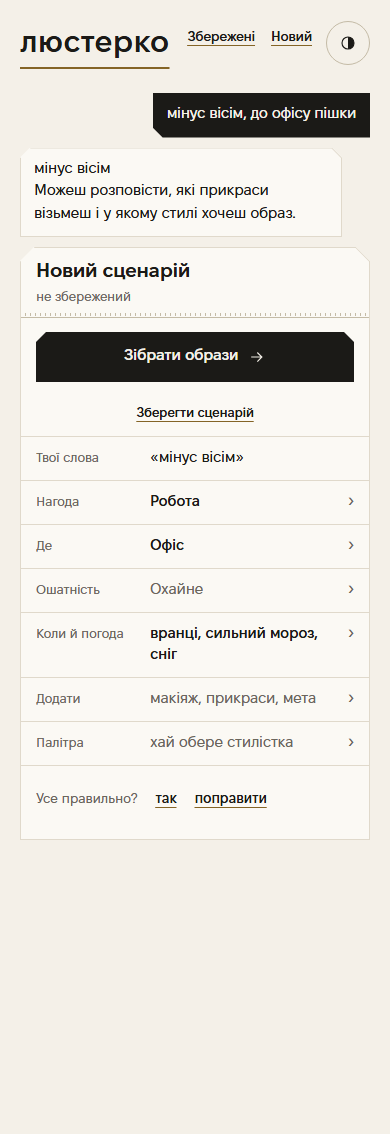 люстерко
Збережені
Новий
мінус вісім, до офісу пішки
мінус вісім
Можеш розповісти, які прикраси
візьмеш і у якому стилі хочеш образ.
Новий сценарій
не збережений
Зібрати образи →
Зберегти сценарій
Твої слова «мінус вісім»
Нагода Робота
Де Офіс
Ошатність Охайне
Коли й погода вранці, сильний мороз,
сніг
Додати макіяж, прикраси, мета
Палітра хай обере стилістка
Усе правильно? так поправити